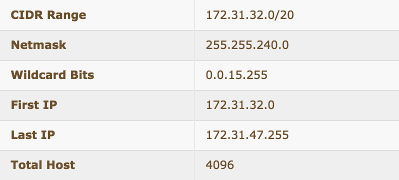 CIDR Range 172.31.32.0/20
Netmask 255.255.240.0
Wildcard Bits 0.0.15.255
First IP 172.31.32.0
Last IP 172.31.47.255
Total Host 4096